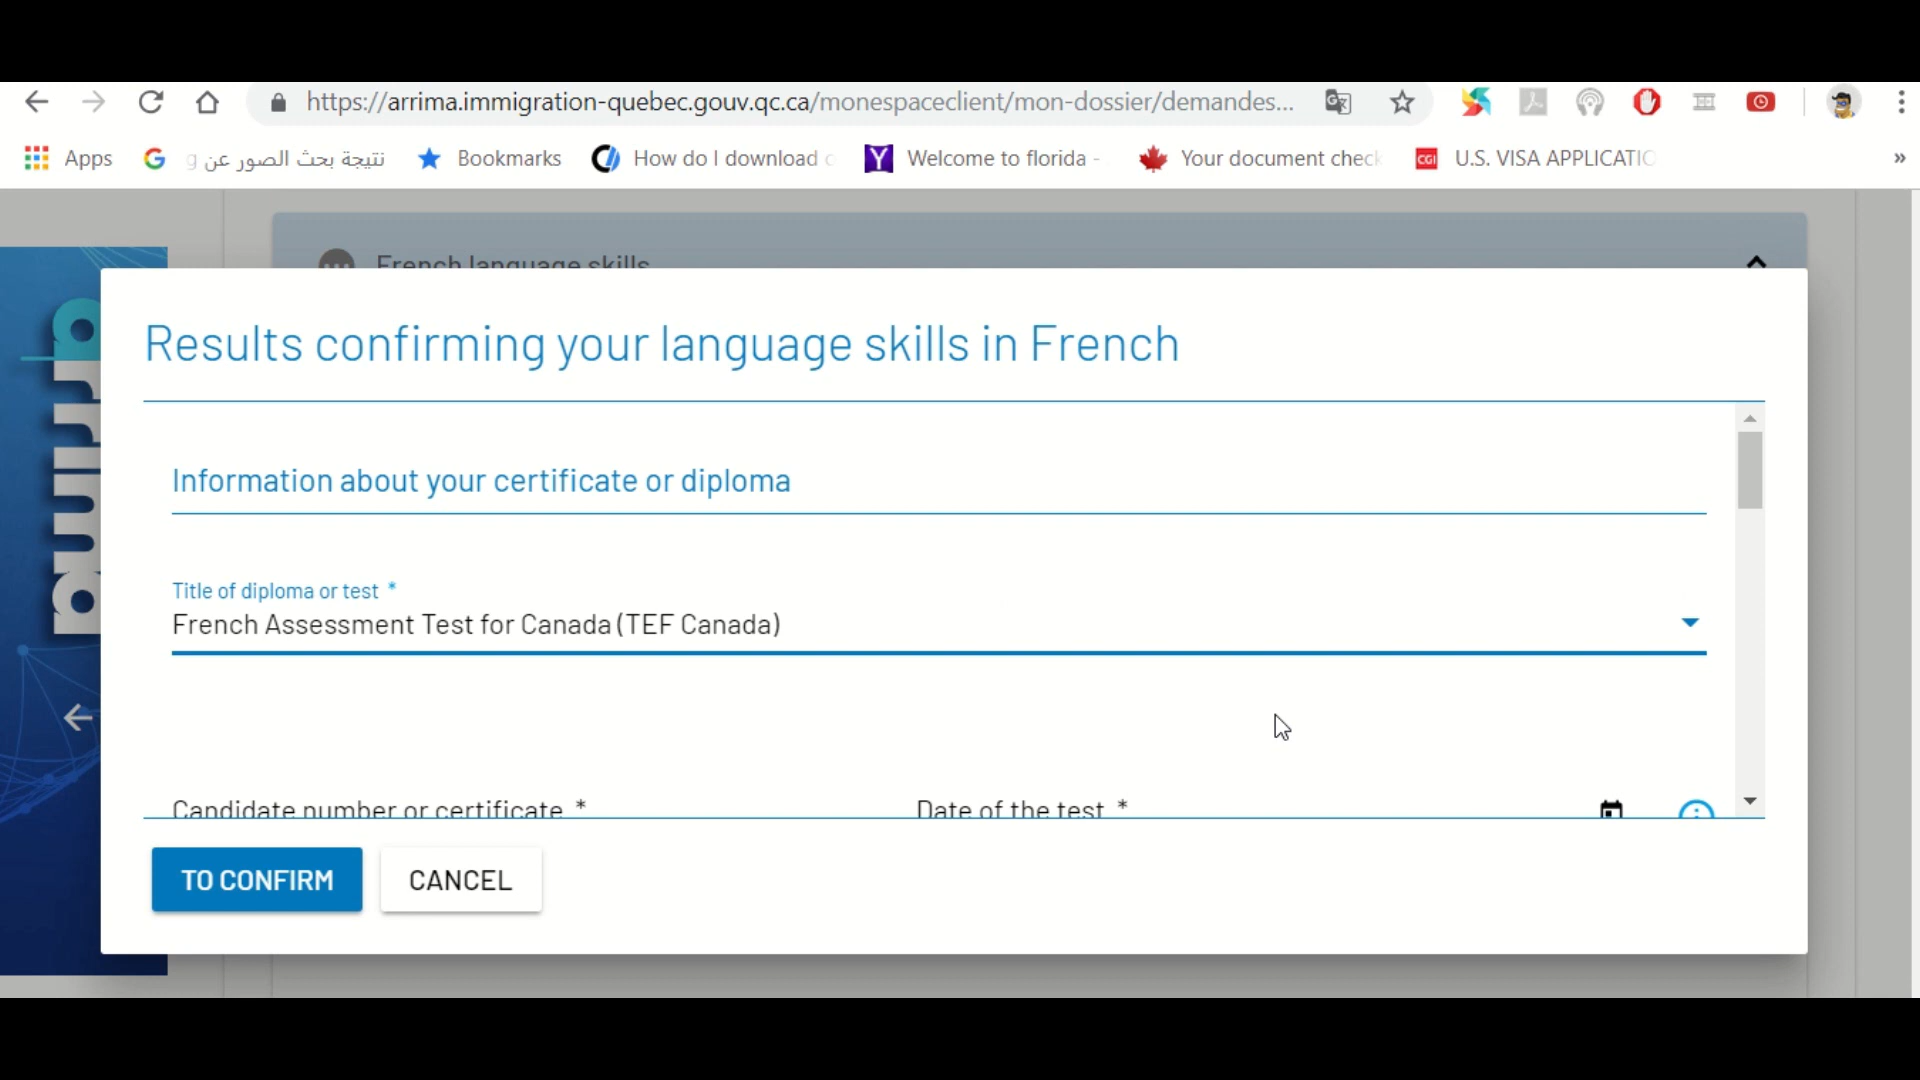 https://arrima.immigration-quebec.gouv.qc.ca/monespaceclient/mon-dossier/demandes...
Apps
نتيجة بحث الصور عن g
Bookmarks
How do I download
Welcome to florida -
Your document check
U.S. VISA APPLICATIO
»
French language skills
arrima
Results confirming your language skills in French
Information about your certificate or diploma
Title of diploma or test *
French Assessment Test for Canada (TEF Canada)
Candidate number or certificate *
Date of the test *
TO CONFIRM
CANCEL